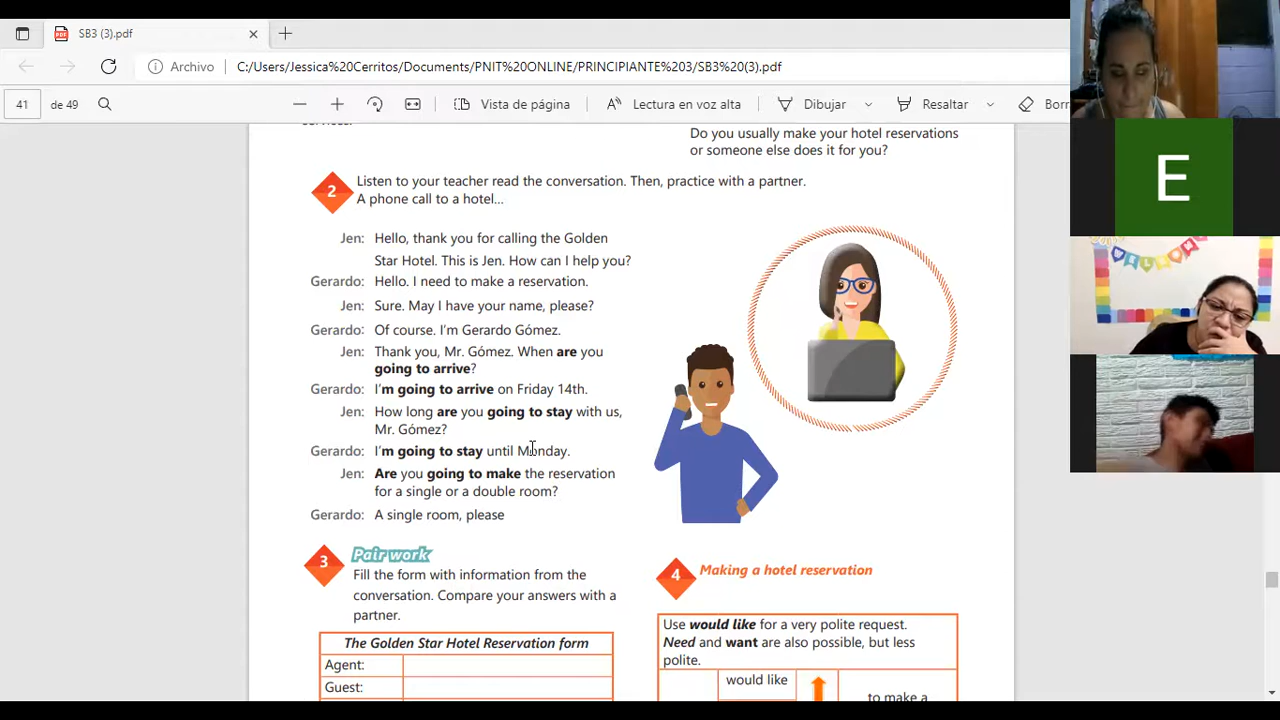 SB3 (3).pdf
Archivo
C:/Users/Jessica%20Cerritos/Documents/PNIT%20ONLINE/PRINCIPIANTE%203/SB3%20(3).pdf
41 de 49
Vista de página
Lectura en voz alta
Dibujar
Resaltar
Borr
Do you usually make your hotel reservations
or someone else does it for you?
2
Listen to your teacher read the conversation. Then, practice with a partner.
A phone call to a hotel...
Jen: Hello, thank you for calling the Golden
Star Hotel. This is Jen. How can I help you?
Gerardo: Hello. I need to make a reservation.
Jen: Sure. May I have your name, please?
Gerardo: Of course. I'm Gerardo Gómez.
Jen: Thank you, Mr. Gómez. When are you
going to arrive?
Gerardo: I'm going to arrive on Friday 14th.
Jen: How long are you going to stay with us,
Mr. Gómez?
Gerardo: I'm going to stay until Monday.
Jen: Are you going to make the reservation
for a single or a double room?
Gerardo: A single room, please
3
Pair work
Fill the form with information from the
conversation. Compare your answers with a
partner.
The Golden Star Hotel Reservation form
Agent:
Guest:
4
Making a hotel reservation
Use would like for a very polite request.
Need and want are also possible, but less
polite.
would like
to make a
E